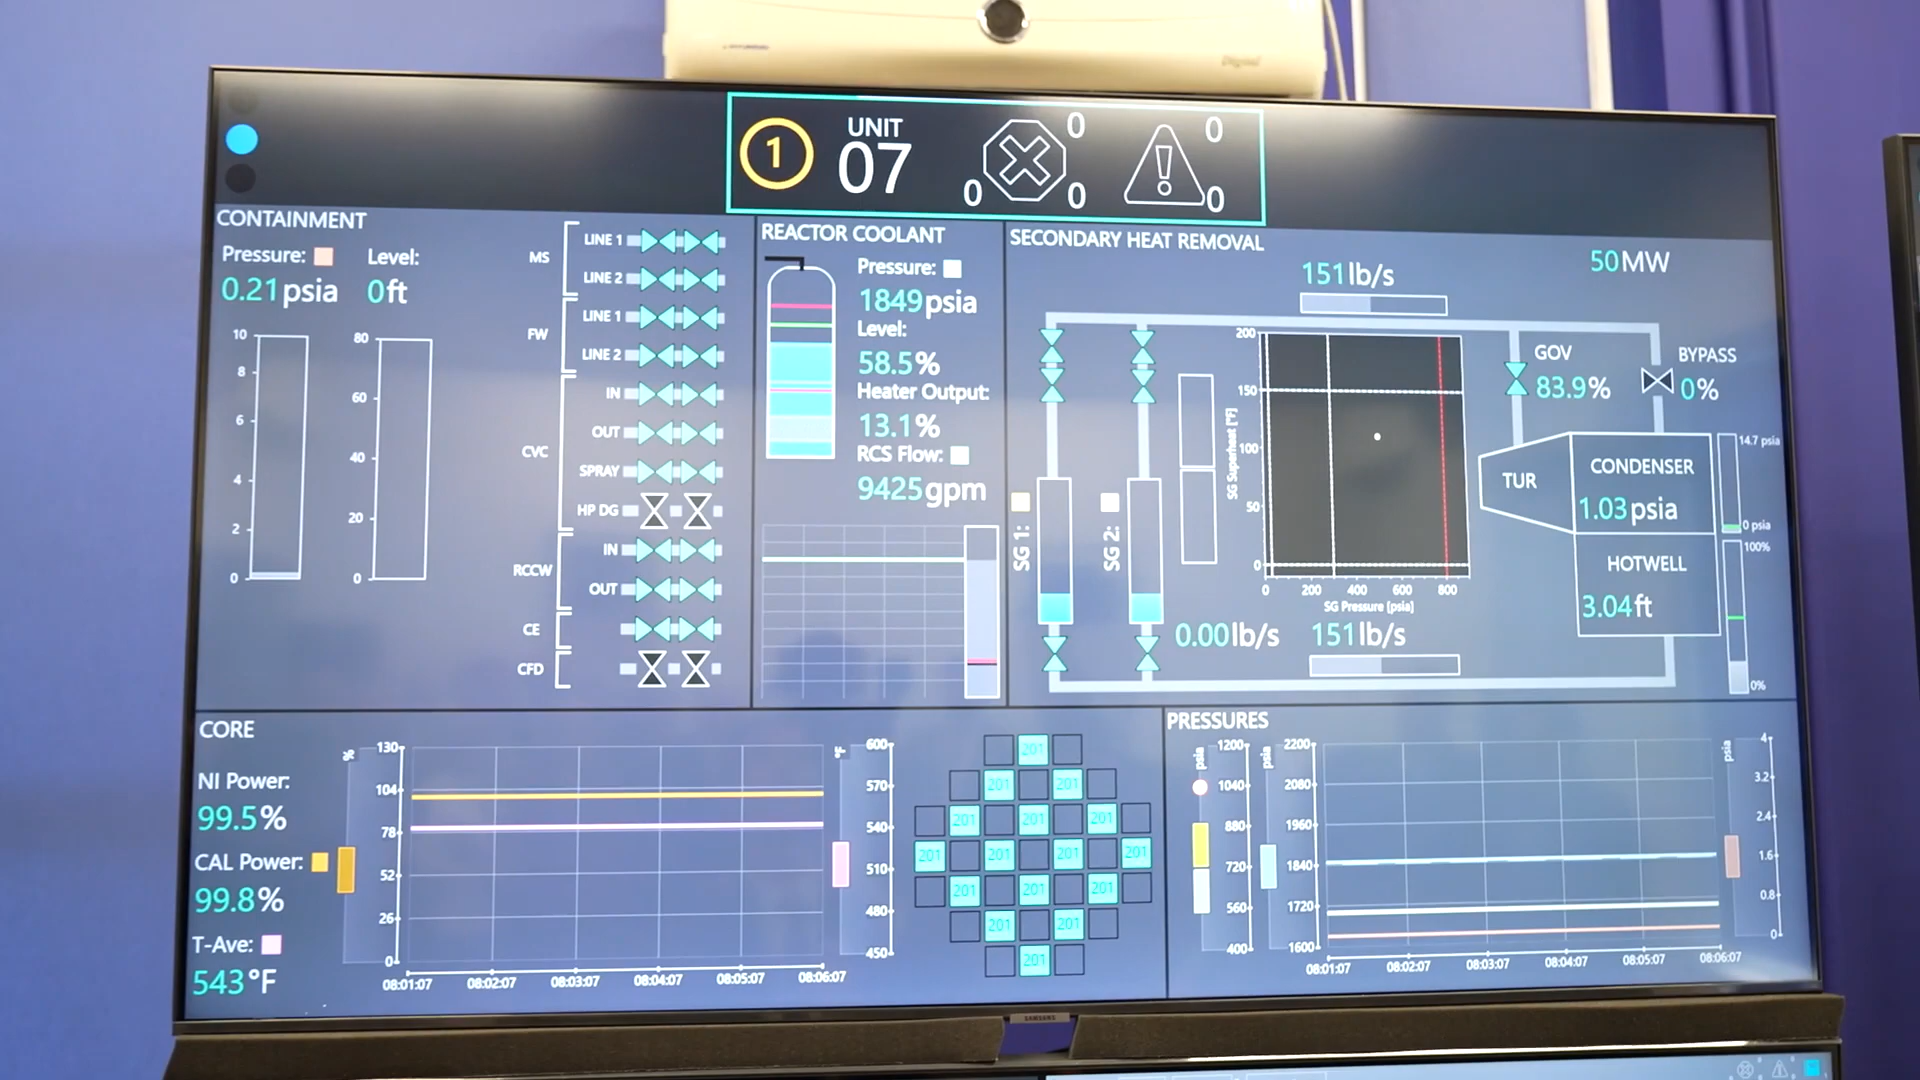 1 UNIT 07 0 0 0 0 0
CONTAINMENT
Pressure: Level:
0.21 psia 0 ft
10
8
6
4
2
0
80
60
40
20
0
MS
LINE 1
LINE 2
FW
LINE 1
LINE 2
CVC
IN
OUT
SPRAY
HP DG
RCCW
IN
OUT
CE
CFD
REACTOR COOLANT
Pressure:
1849 psia
Level:
58.5%
Heater Output:
13.1%
RCS Flow:
9425 gpm
SECONDARY HEAT REMOVAL
50 MW
151 lb/s
GOV
83.9%
BYPASS
0%
SG 1:
SG 2:
SG Superheat [°F]
200
150
100
50
0
0 200 400 600 800
SG Pressure [psia]
0.00 lb/s 151 lb/s
TUR
CONDENSER
1.03 psia
HOTWELL
3.04 ft
14.7 psia
0 psia
100%
0%
CORE
NI Power:
99.5%
CAL Power:
99.8%
T-Ave:
543 °F
%
130
104
78
52
26
0
08:01:07 08:02:07 08:03:07 08:04:07 08:05:07 08:06:07
°F
600
570
540
510
480
450
201
201 201
201 201 201
201 201 201 201
201 201 201
201 201
201
PRESSURES
psia
1200
1040
880
720
560
400
psia
2200
2080
1960
1840
1720
1600
08:01:07 08:02:07 08:03:07 08:04:07 08:05:07 08:06:07
psia
4
3.2
2.4
1.6
0.8
0
SAMSUNG